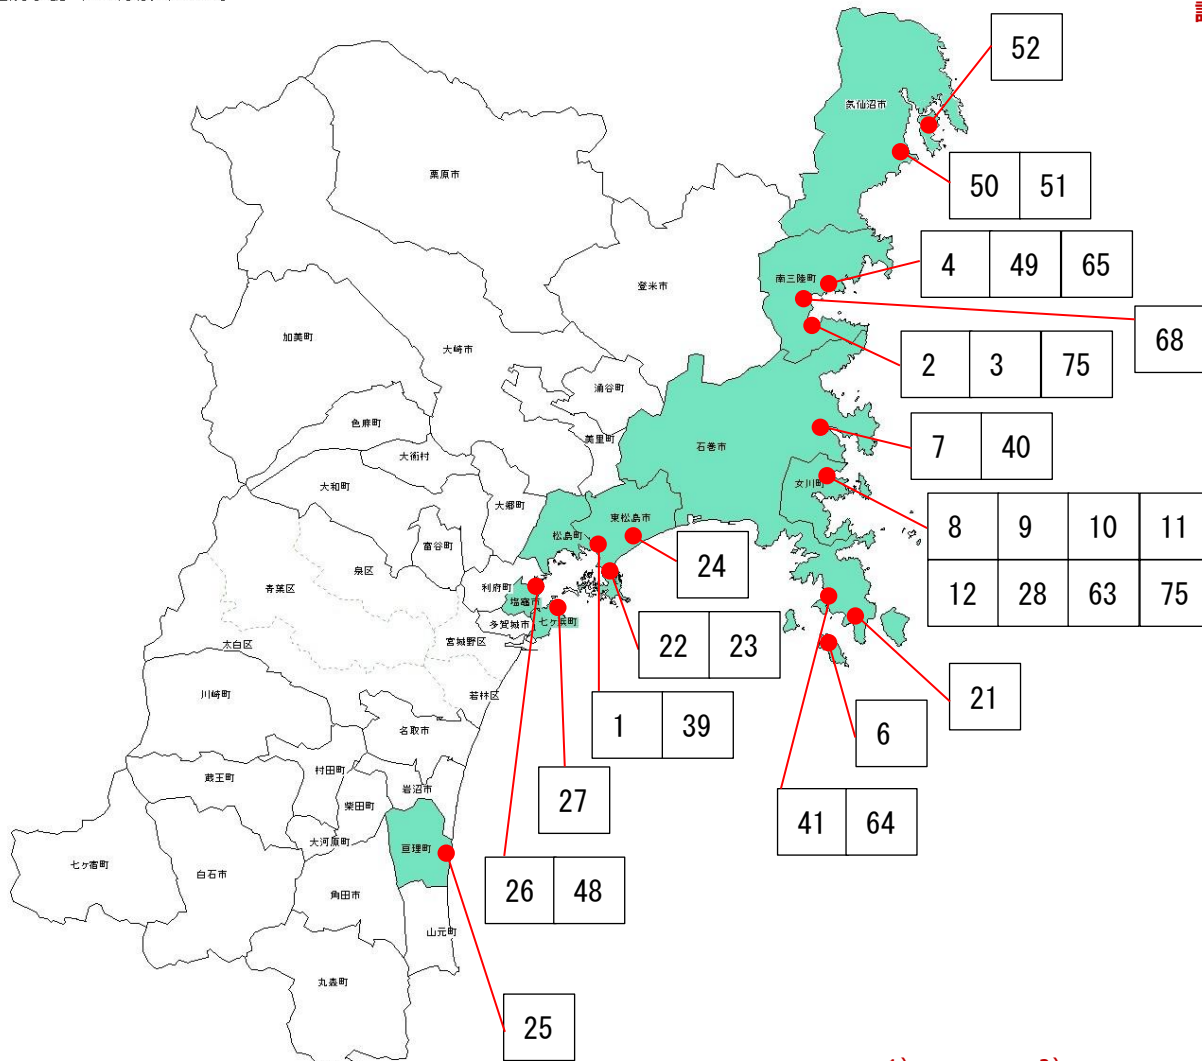 52
気仙沼市
栗原市
50 51
4 49 65
南三陸町
登米市
68
加美町
大崎市
2 3 75
涌谷町
色麻町
美里町
石巻市
7 40
大衡村
女川町
大和町
大郷町
東松島市
8 9 10 11
松島町
富谷町
24
泉区
12 28 63 75
利府町
青葉区
塩竈市
多賀城市
七ヶ浜町
宮城野区
22 23
太白区
21
川崎町
若林区
1 39
6
名取市
村田町
蔵王町
岩沼市
27
柴田町
41 64
大河原町
亘理町
七ヶ宿町
白石市
26 48
角田市
山元町
丸森町
25
1) 2)